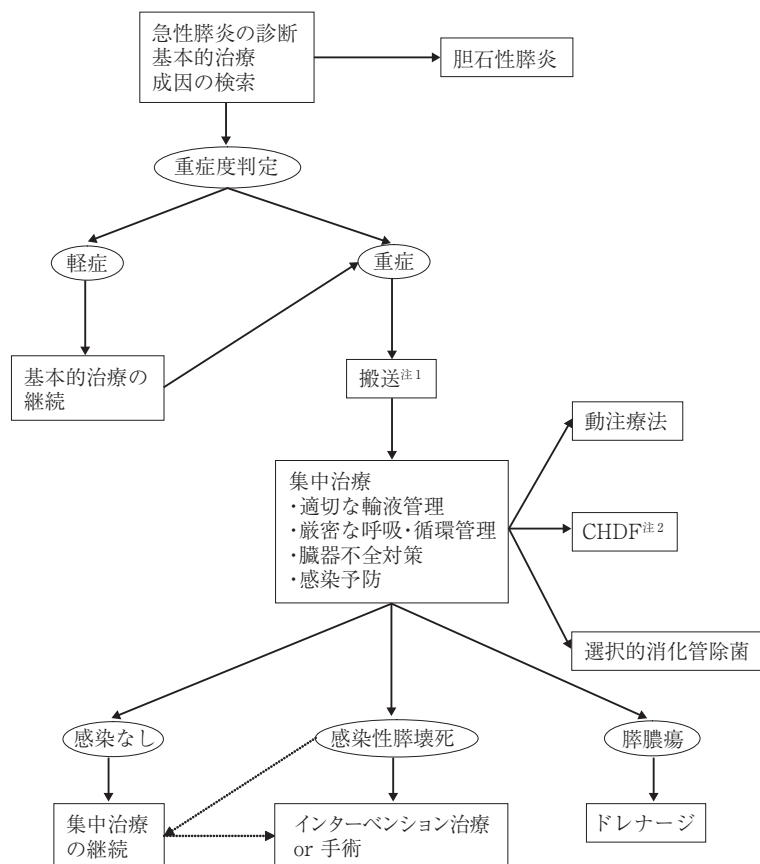 急性膵炎の診断
基本的治療
成因の検索
胆石性膵炎
重症度判定
軽症
重症
基本的治療の
継続
搬送注1
集中治療
・適切な輸液管理
・厳密な呼吸・循環管理
・臓器不全対策
・感染予防
動注療法
CHDF注2
選択的消化管除菌
感染なし
感染性膵壊死
膵膿瘍
集中治療
の継続
インターベンション治療
or 手術
ドレナージ